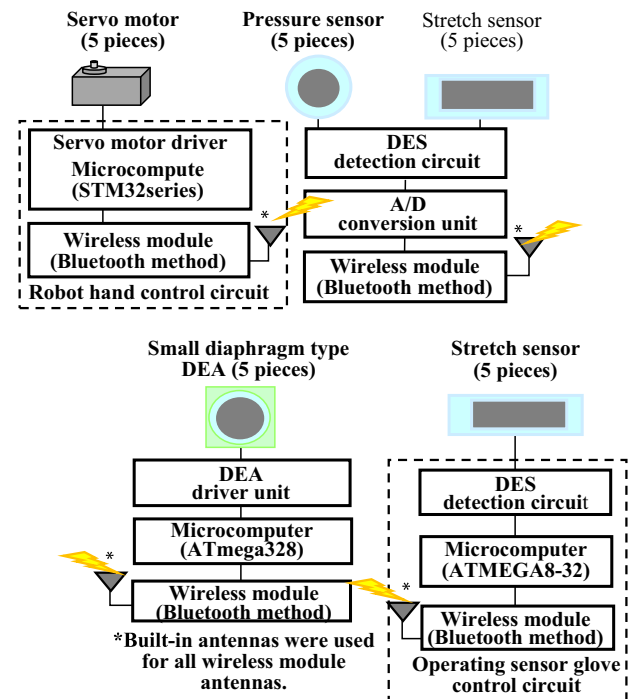 Servo motor
(5 pieces)
Pressure sensor
(5 pieces)
Stretch sensor
(5 pieces)
Servo motor driver
Microcompute
(STM32series)
Wireless module
(Bluetooth method)
*
Robot hand control circuit
DES
detection circuit
A/D
conversion unit
Wireless module
(Bluetooth method)
*
Small diaphragm type
DEA (5 pieces)
DEA
driver unit
Microcomputer
(ATmega328)
Wireless module
(Bluetooth method)
*
*Built-in antennas were used
for all wireless module
antennas.
Stretch sensor
(5 pieces)
DES
detection circuit
Microcomputer
(ATMEGA8-32)
Wireless module
(Bluetooth method)
*
Operating sensor glove
control circuit